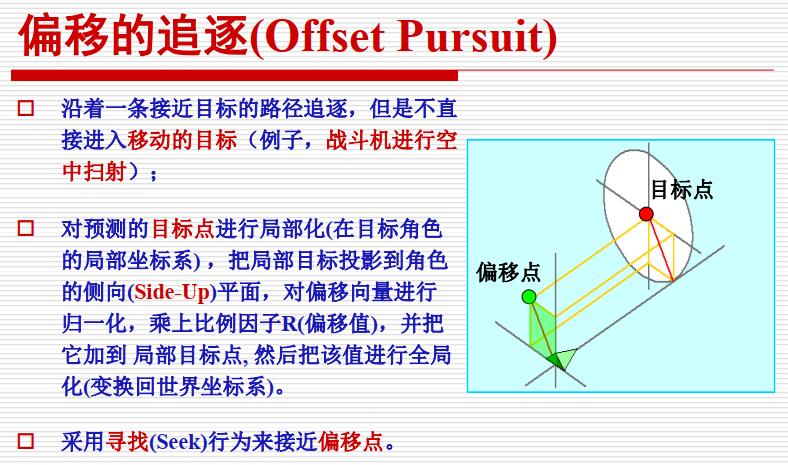 偏移的追逐(Offset Pursuit)
沿着一条接近目标的路径追逐，但是不直
接进入移动的目标（例子，战斗机进行空
中扫射）；
对预测的目标点进行局部化(在目标角色
的局部坐标系) ，把局部目标投影到角色
的侧向(Side-Up)平面，对偏移向量进行
归一化，乘上比例因子R(偏移值)，并把
它加到 局部目标点, 然后把该值进行全局
化(变换回世界坐标系)。
采用寻找(Seek)行为来接近偏移点。
目标点
偏移点